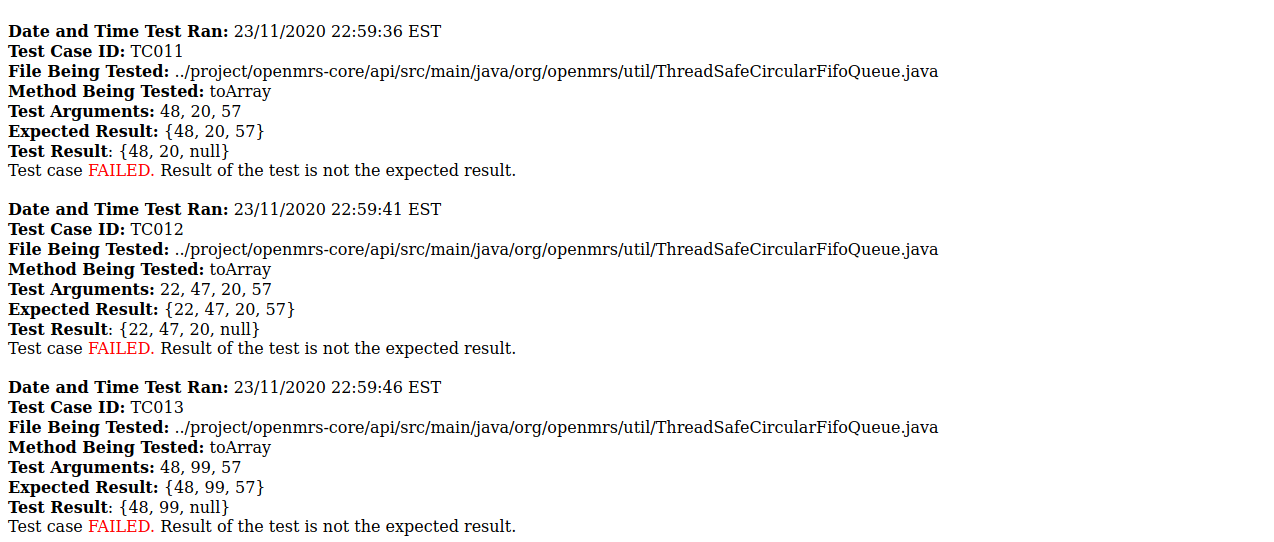 Date and Time Test Ran: 23/11/2020 22:59:36 EST
Test Case ID: TC011
File Being Tested: ../project/openmrs-core/api/src/main/java/org/openmrs/util/ThreadSafeCircularFifoQueue.java
Method Being Tested: toArray
Test Arguments: 48, 20, 57
Expected Result: {48, 20, 57}
Test Result: {48, 20, null}
Test case FAILED. Result of the test is not the expected result.
Date and Time Test Ran: 23/11/2020 22:59:41 EST
Test Case ID: TC012
File Being Tested: ../project/openmrs-core/api/src/main/java/org/openmrs/util/ThreadSafeCircularFifoQueue.java
Method Being Tested: toArray
Test Arguments: 22, 47, 20, 57
Expected Result: {22, 47, 20, 57}
Test Result: {22, 47, 20, null}
Test case FAILED. Result of the test is not the expected result.
Date and Time Test Ran: 23/11/2020 22:59:46 EST
Test Case ID: TC013
File Being Tested: ../project/openmrs-core/api/src/main/java/org/openmrs/util/ThreadSafeCircularFifoQueue.java
Method Being Tested: toArray
Test Arguments: 48, 99, 57
Expected Result: {48, 99, 57}
Test Result: {48, 99, null}
Test case FAILED. Result of the test is not the expected result.